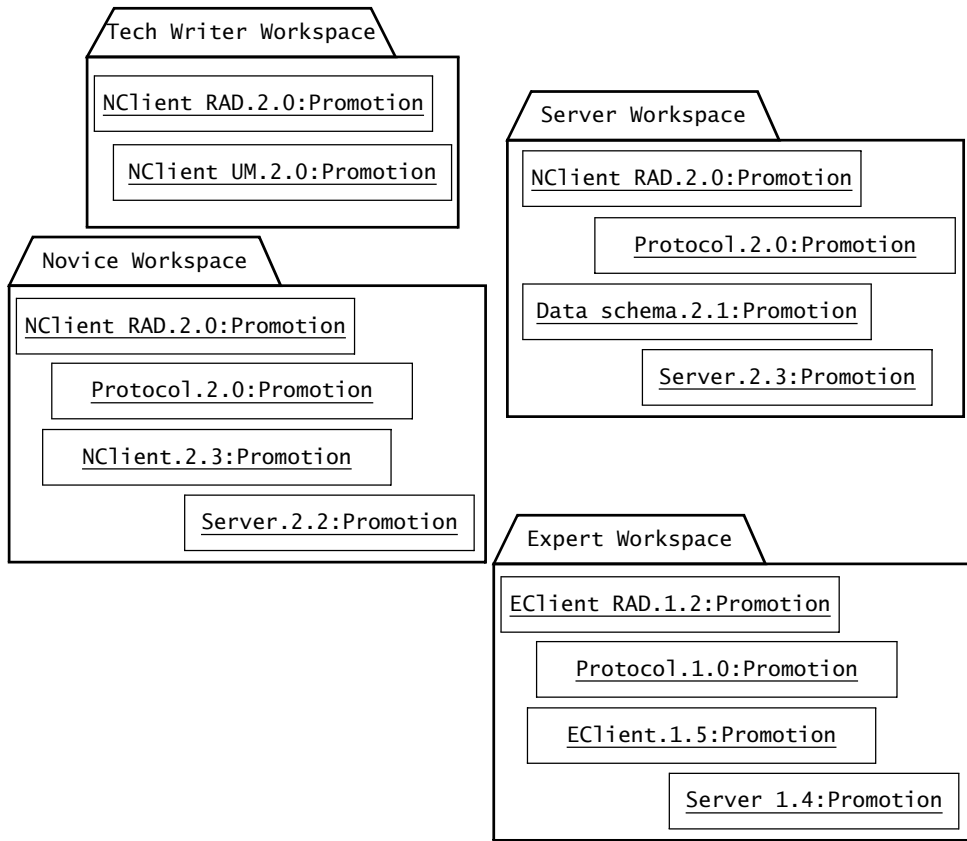 Tech Writer Workspace
NClient RAD.2.0:Promotion
NClient UM.2.0:Promotion
Server Workspace
NClient RAD.2.0:Promotion
Protocol.2.0:Promotion
Data schema.2.1:Promotion
Server.2.3:Promotion
Novice Workspace
NClient RAD.2.0:Promotion
Protocol.2.0:Promotion
NClient.2.3:Promotion
Server.2.2:Promotion
Expert Workspace
EClient RAD.1.2:Promotion
Protocol.1.0:Promotion
EClient.1.5:Promotion
Server 1.4:Promotion